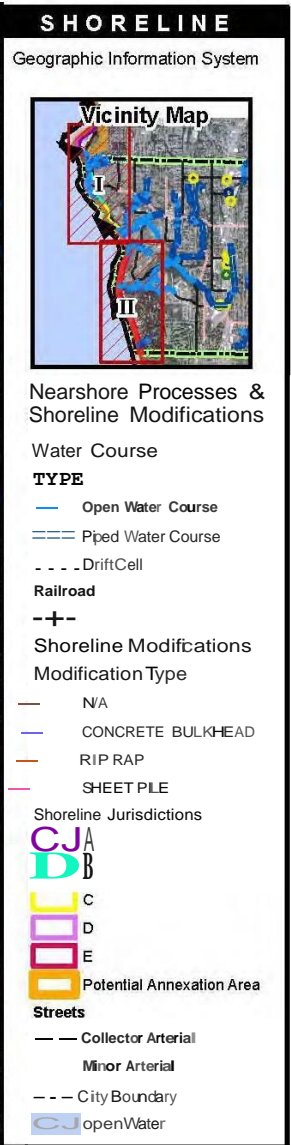 SHORELINE
Geographic Information System
Vicinity Map
I
II
Nearshore Processes &
Shoreline Modifications
Water Course
TYPE
Open Water Course
=== Piped Water Course
- - - - DriftCell
Railroad
-+-
Shoreline Modifications
Modification Type
N/A
CONCRETE BULKHEAD
RIP RAP
SHEET PILE
Shoreline Jurisdictions
CJ A
D B
C
D
E
Potential Annexation Area
Streets
— — Collector Arterial
Minor Arterial
– – – City Boundary
CJ openWater